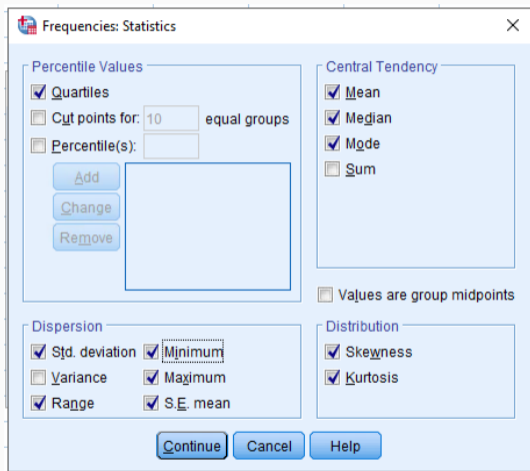 Frequencies: Statistics
Percentile Values
Quartiles
Cut points for: 10 equal groups
Percentile(s):
Add
Change
Remove
Central Tendency
Mean
Median
Mode
Sum
Values are group midpoints
Dispersion
Std. deviation Minimum
Variance Maximum
Range S.E. mean
Distribution
Skewness
Kurtosis
Continue Cancel Help